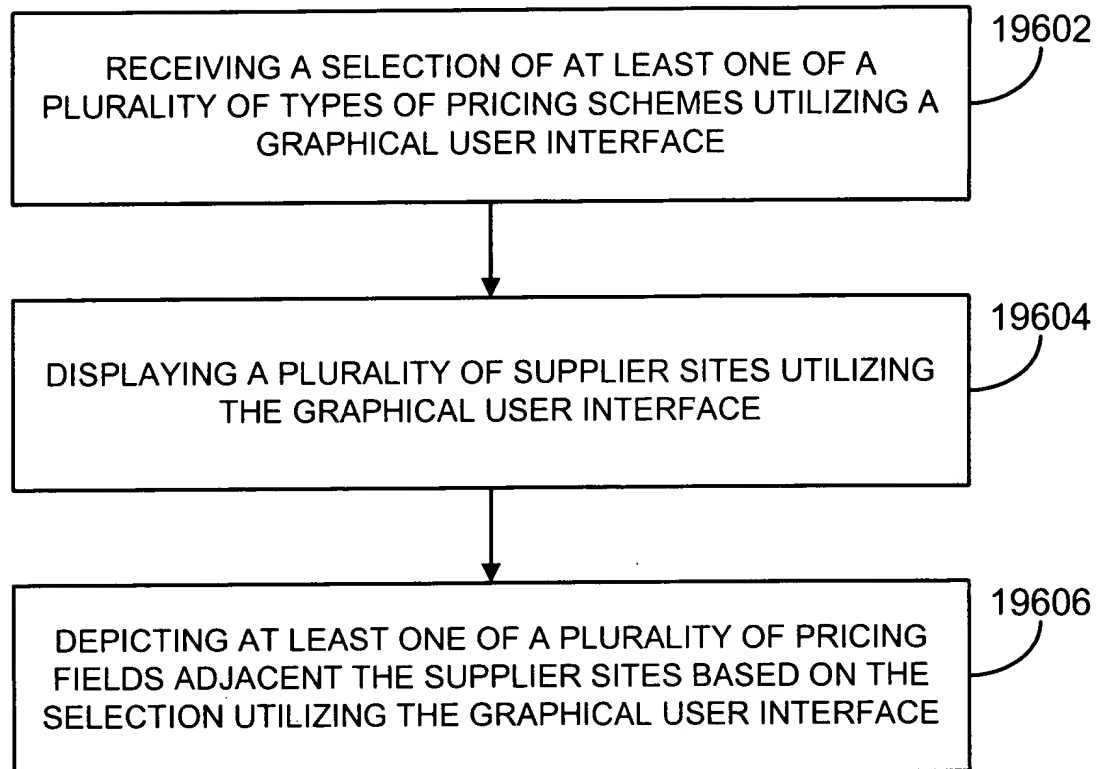 19602
RECEIVING A SELECTION OF AT LEAST ONE OF A
PLURALITY OF TYPES OF PRICING SCHEMES UTILIZING A
GRAPHICAL USER INTERFACE
19604
DISPLAYING A PLURALITY OF SUPPLIER SITES UTILIZING
THE GRAPHICAL USER INTERFACE
19606
DEPICTING AT LEAST ONE OF A PLURALITY OF PRICING
FIELDS ADJACENT THE SUPPLIER SITES BASED ON THE
SELECTION UTILIZING THE GRAPHICAL USER INTERFACE